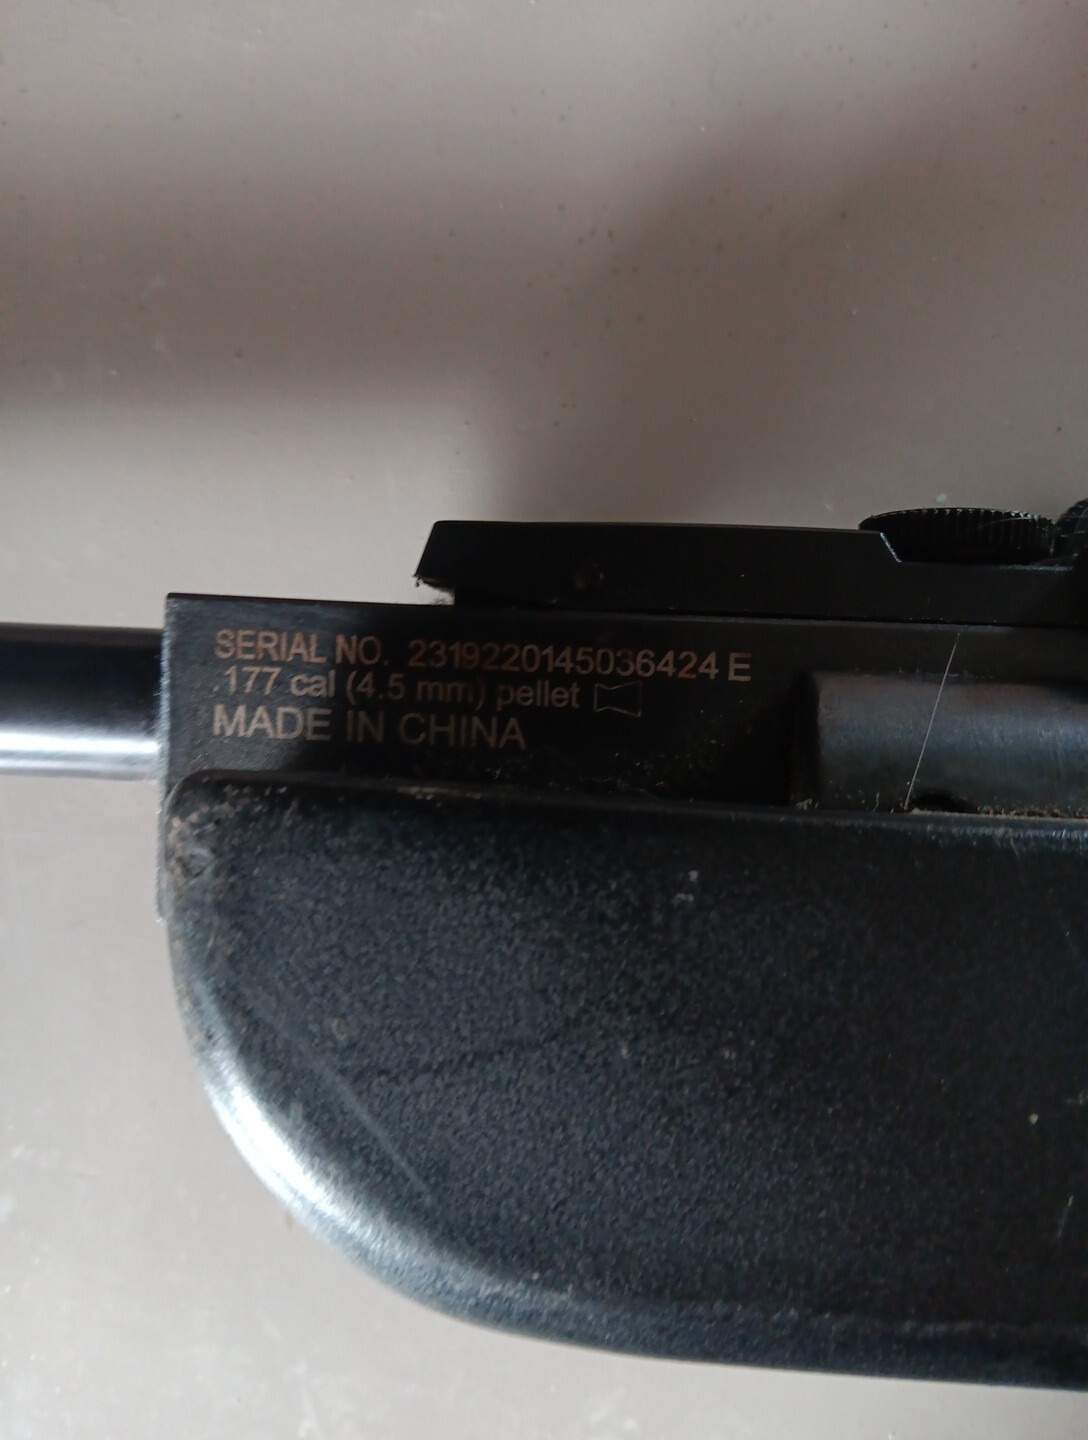 SERIAL NO. 2319220145036424 E
.177 cal (4.5 mm) pellet
MADE IN CHINA